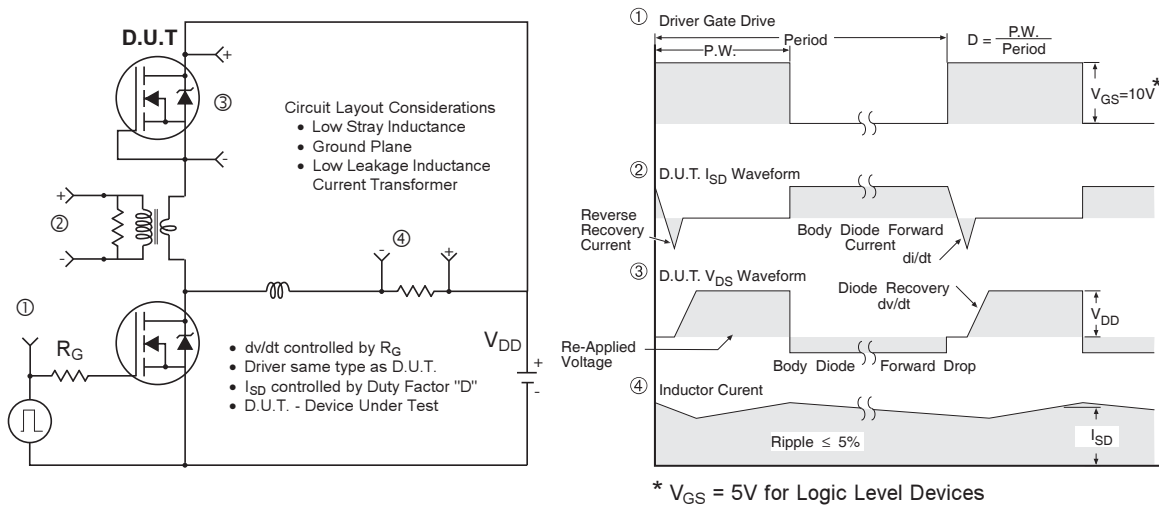 D.U.T
+
③
-
Circuit Layout Considerations
• Low Stray Inductance
• Ground Plane
• Low Leakage Inductance
Current Transformer
+
②
-
④
-
+
①
R_G
V_DD
+
-
• dv/dt controlled by R_G
• Driver same type as D.U.T.
• I_SD controlled by Duty Factor "D"
• D.U.T. - Device Under Test
① Driver Gate Drive
P.W.
Period
D = P.W. / Period
V_GS=10V *
② D.U.T. I_SD Waveform
Reverse
Recovery
Current
Body Diode Forward
Current
di/dt
③ D.U.T. V_DS Waveform
Diode Recovery
dv/dt
V_DD
Re-Applied
Voltage
Body Diode Forward Drop
④ Inductor Curent
Ripple ≤ 5%
I_SD
* V_GS = 5V for Logic Level Devices